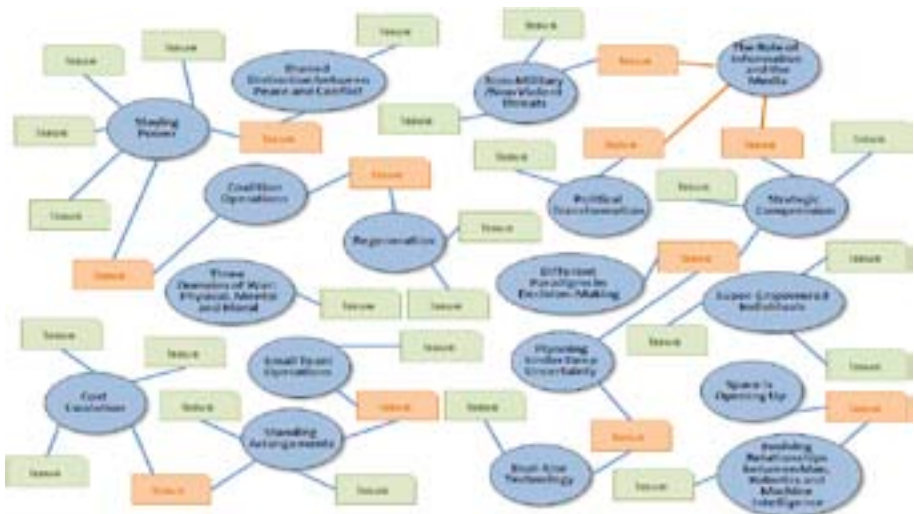 Issue
Issue
Issue
Issue
Blurred
Distinction between
Peace and Conflict
Issue
The Role of
Information
and the
Media
Non-Military
/Non-Violent
Threats
Issue
Staying
Power
Issue
Issue
Issue
Issue
Issue
Issue
Issue
Coalition
Operations
Issue
Issue
Political
Transformation
Strategic
Compression
Issue
Regeneration
Issue
Issue
Issue
Three
Domains of War:
Physical, Mental
and Moral
Different
Paradigms in
Decision-Making
Super-Empowered
Individuals
Issue
Issue
Issue
Issue
Issue
Small Team
Operations
Issue
Planning
Under Deep
Uncertainty
Issue
Cost
Escalation
Issue
Issue
Issue
Space is
Opening Up
Issue
Standing
Arrangements
Issue
Issue
Issue
Issue
Dual-Use
Technology
Issue
Evolving
Relationships
between Man,
Robotics and
Machine
Intelligence